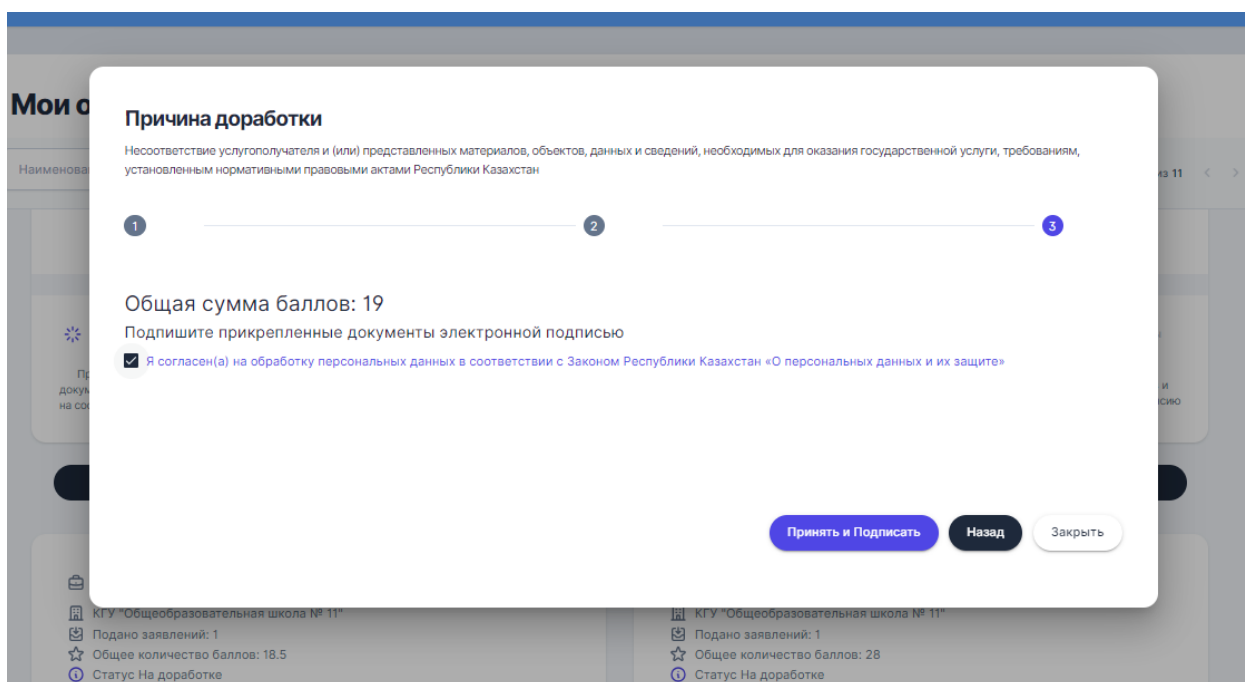 Мои о
Причина доработки
Несоответствие услугополучателя и (или) представленных материалов, объектов, данных и сведений, необходимых для оказания государственной услуги, требованиям,
установленным нормативными правовыми актами Республики Казахстан
Наименова
из 11
1
2
3
Общая сумма баллов: 19
Подпишите прикрепленные документы электронной подписью
Я согласен(а) на обработку персональных данных в соответствии с Законом Республики Казахстан «О персональных данных и их защите»
Пр
докум
на соо
и
сию
Принять и Подписать
Назад
Закрыть
КГУ "Общеобразовательная школа № 11"
Подано заявлений: 1
Общее количество баллов: 18.5
Статус На доработке
КГУ "Общеобразовательная школа № 11"
Подано заявлений: 1
Общее количество баллов: 28
Статус На доработке